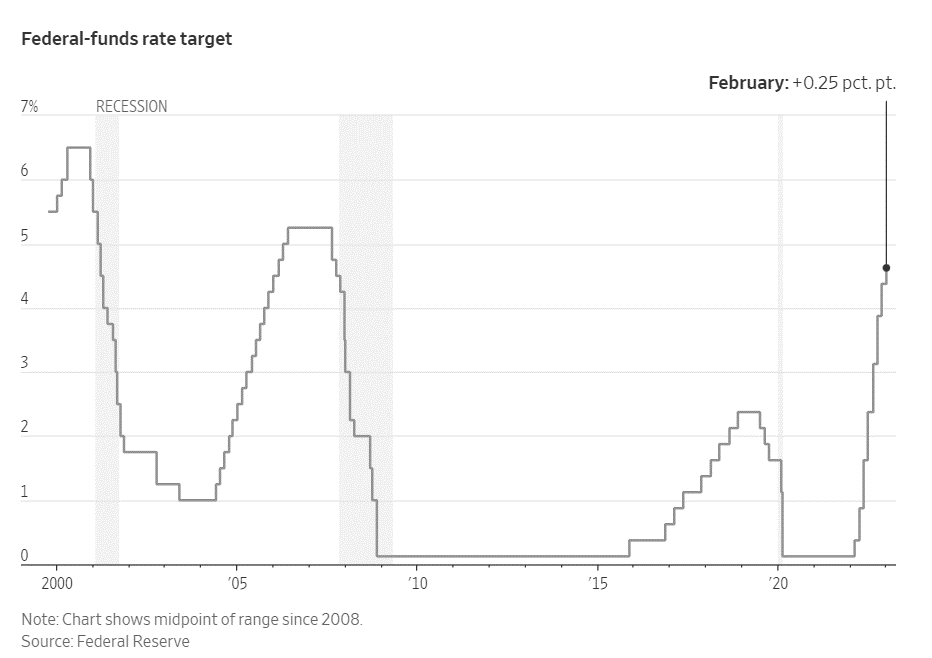 Federal-funds rate target
February: +0.25 pct. pt.
7% RECESSION
6
5
4
3
2
1
0
2000 ’05 ’10 ’15 ’20
Note: Chart shows midpoint of range since 2008.
Source: Federal Reserve